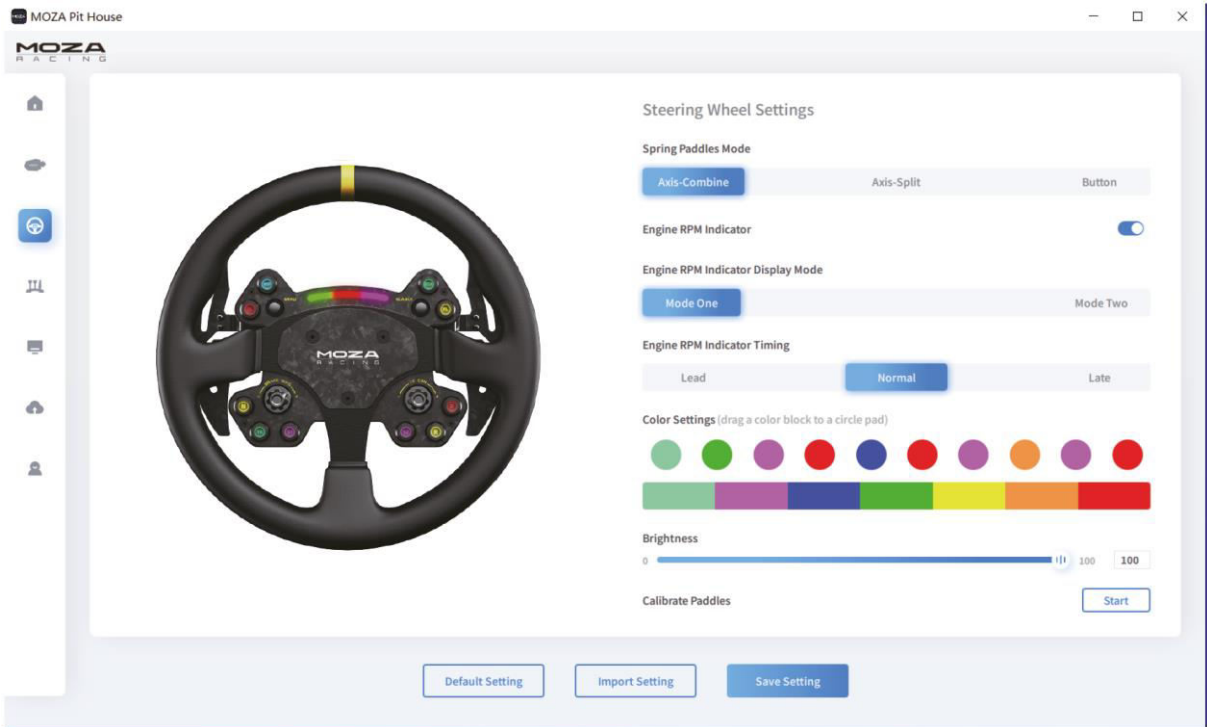 MOZA Pit House
MOZA
RACING
Steering Wheel Settings
Spring Paddles Mode
Axis-Combine Axis-Split Button
Engine RPM Indicator
Engine RPM Indicator Display Mode
Mode One Mode Two
Engine RPM Indicator Timing
Lead Normal Late
Color Settings(drag a color block to a circle pad)
Brightness
0 100 100
Calibrate Paddles
Start
MOZA
RACING
Default Setting Import Setting Save Setting